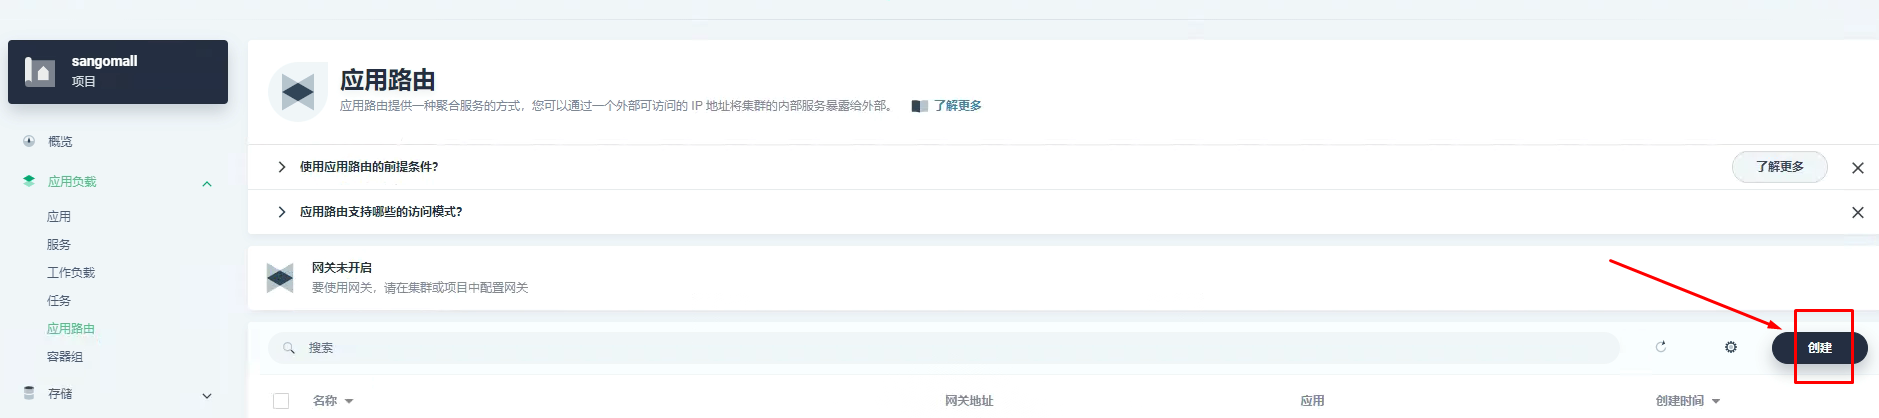 sangomall
项目
概览
应用负载
应用
服务
工作负载
任务
应用路由
容器组
存储
应用路由
应用路由提供一种聚合服务的方式，您可以通过一个外部可访问的 IP 地址将集群的内部服务暴露给外部。 了解更多
使用应用路由的前提条件？ 了解更多
应用路由支持哪些的访问模式？
网关未开启
要使用网关，请在集群或项目中配置网关
搜索 创建
名称 网关地址 应用 创建时间